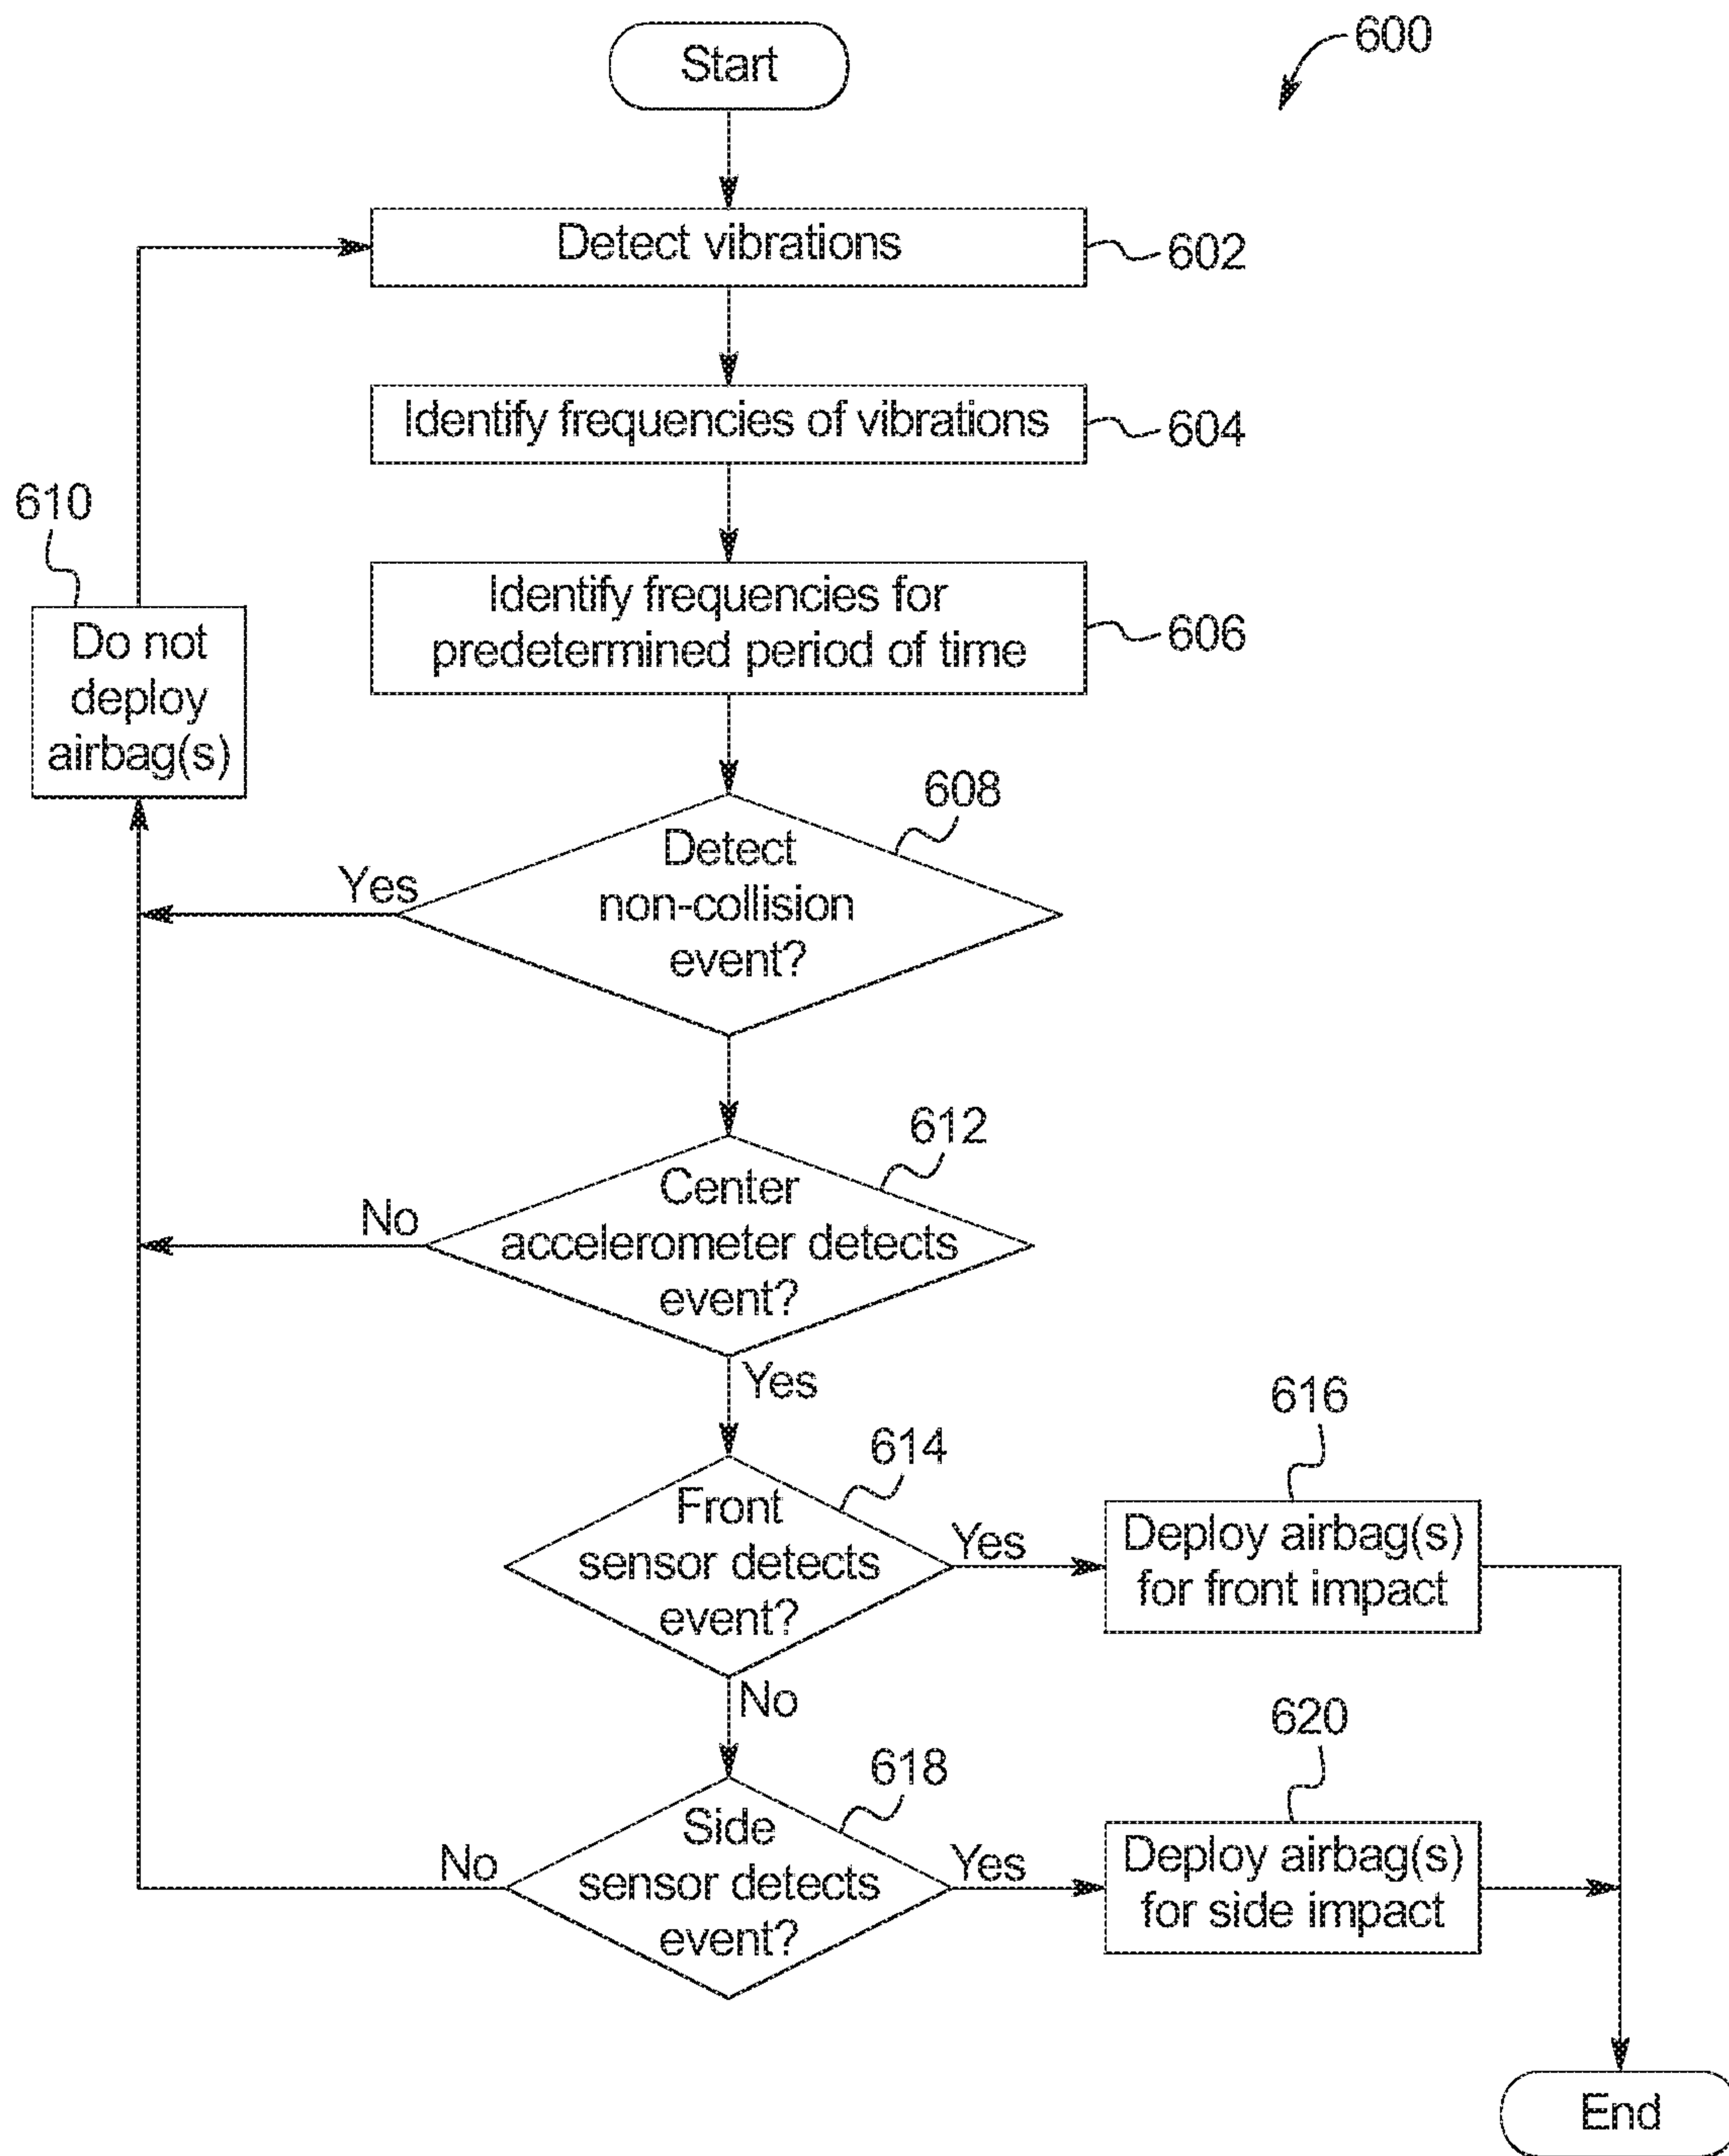 600
Start
Detect vibrations
602
Identify frequencies of vibrations
604
610
Identify frequencies for
predetermined period of time
606
Do not
deploy
airbag(s)
608
Detect
non-collision
event?
Yes
612
Center
accelerometer detects
event?
No
Yes
614
Front
sensor detects
event?
Yes
616
Deploy airbag(s)
for front impact
No
618
Side
sensor detects
event?
No
Yes
620
Deploy airbag(s)
for side impact
End